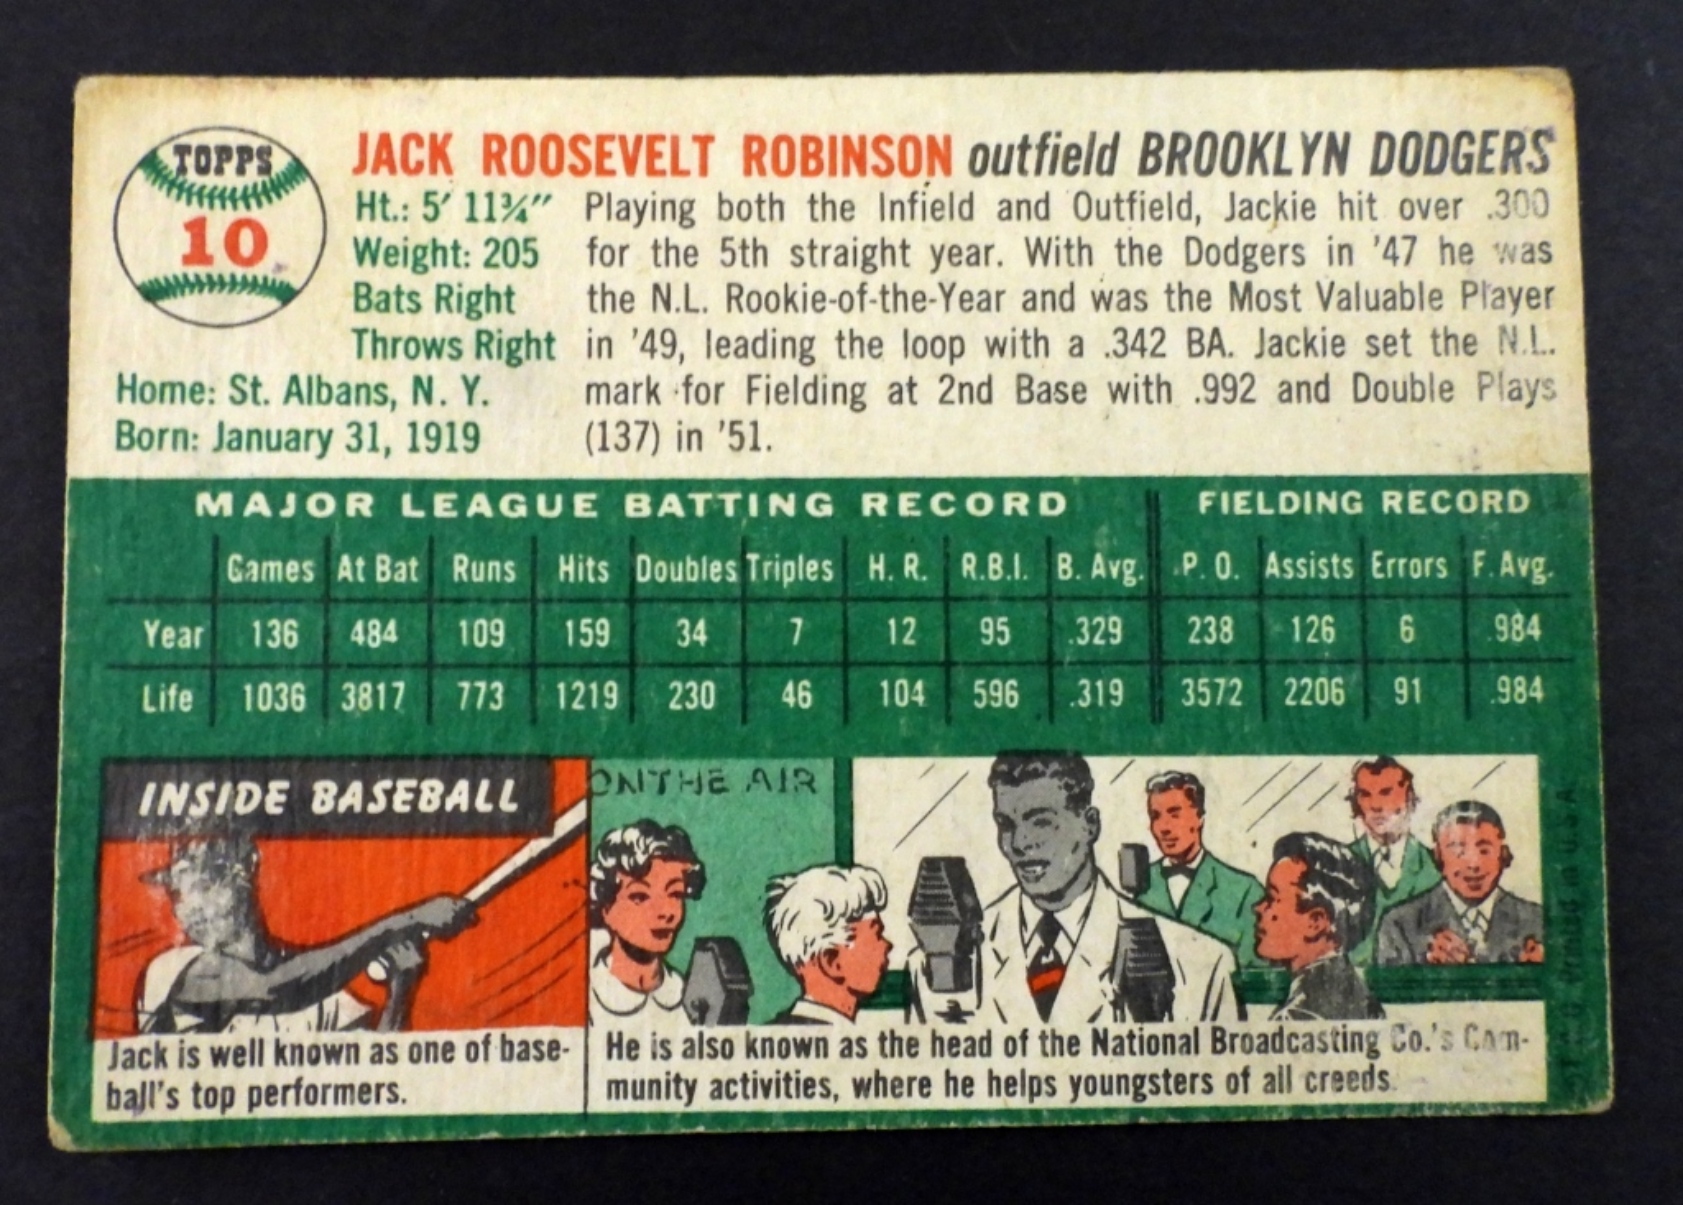 TOPPS
10
JACK ROOSEVELT ROBINSON outfield BROOKLYN DODGERS
Ht.: 5′ 11¾″
Weight: 205
Bats Right
Throws Right
Home: St. Albans, N. Y.
Born: January 31, 1919
Playing both the Infield and Outfield, Jackie hit over .300
for the 5th straight year. With the Dodgers in '47 he was
the N.L. Rookie-of-the-Year and was the Most Valuable Player
in '49, leading the loop with a .342 BA. Jackie set the N.L.
mark for Fielding at 2nd Base with .992 and Double Plays
(137) in '51.
MAJOR LEAGUE BATTING RECORD FIELDING RECORD
Games At Bat Runs Hits Doubles Triples H. R. R.B.I. B. Avg. P. O. Assists Errors F. Avg.
Year 136 484 109 159 34 7 12 95 .329 238 126 6 .984
Life 1036 3817 773 1219 230 46 104 596 .319 3572 2206 91 .984
INSIDE BASEBALL
ON THE AIR
Jack is well known as one of base-
ball's top performers.
He is also known as the head of the National Broadcasting Co.'s Com-
munity activities, where he helps youngsters of all creeds.
printed in U.S.A.